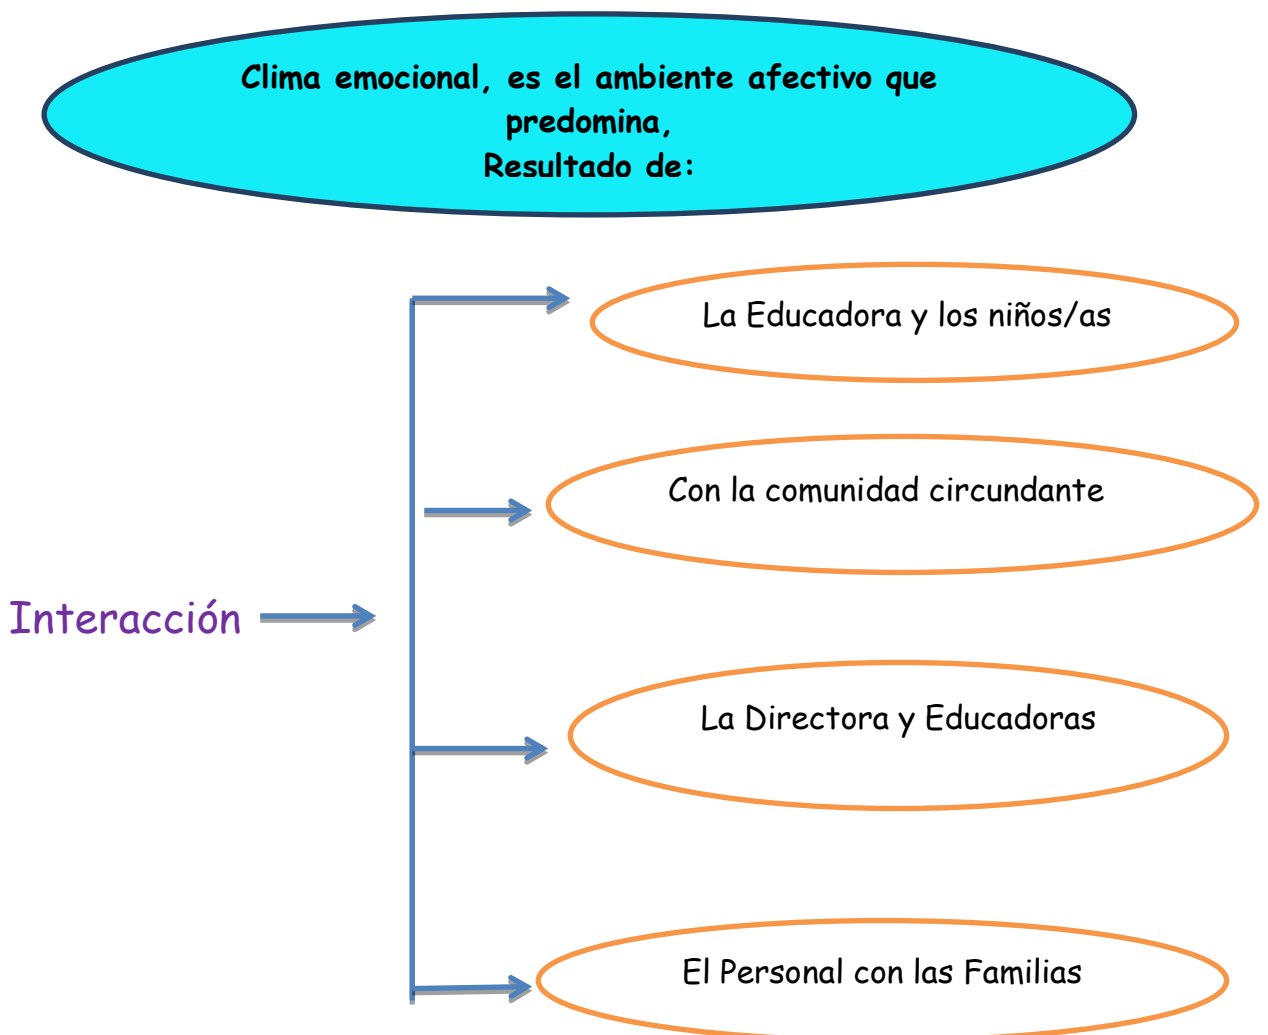 Clima emocional, es el ambiente afectivo que
predomina,
Resultado de:
La Educadora y los niños/as
Con la comunidad circundante
Interacción
La Directora y Educadoras
El Personal con las Familias